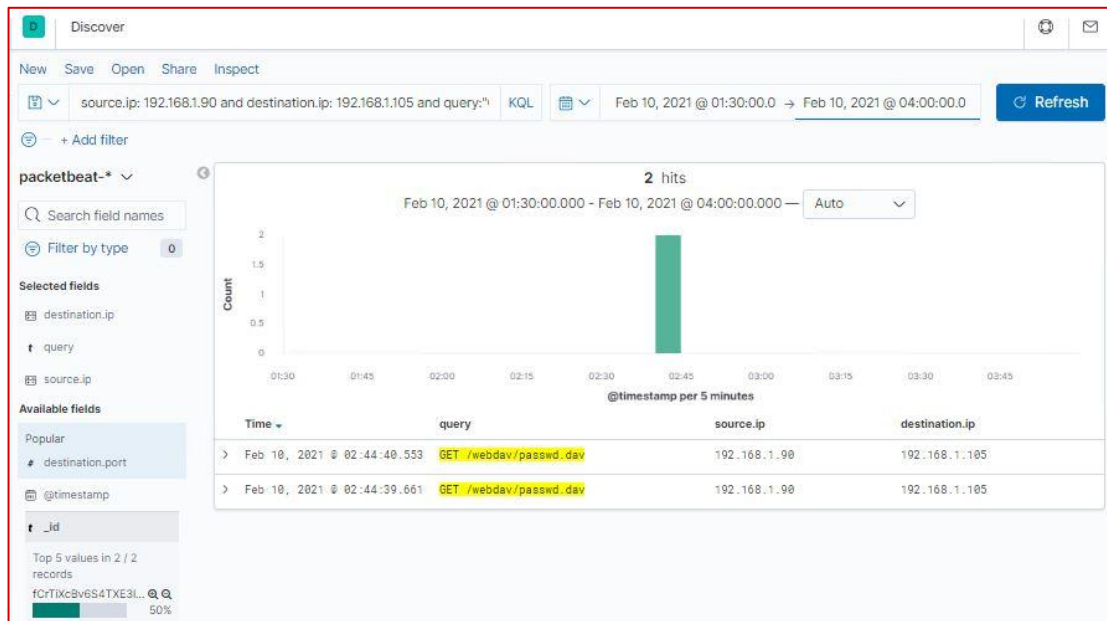 D Discover
New Save Open Share Inspect
source.ip: 192.168.1.90 and destination.ip: 192.168.1.105 and query:" KQL Feb 10, 2021 @ 01:30:00.0 → Feb 10, 2021 @ 04:00:00.0 Refresh
+ Add filter
packetbeat-*
2 hits
Feb 10, 2021 @ 01:30:00.000 - Feb 10, 2021 @ 04:00:00.000 — Auto
Search field names
Filter by type 0
Selected fields
destination.ip
t query
source.ip
Available fields
Popular
# destination.port
@timestamp
t _id
Top 5 values in 2 / 2
records
50%
Count
2
1.5
1
0.5
0
01:30 01:45 02:00 02:15 02:30 02:45 03:00 03:15 03:30 03:45
@timestamp per 5 minutes
Time query source.ip destination.ip
> Feb 10, 2021 @ 02:44:40.553 GET /webdav/passwd.dav 192.168.1.90 192.168.1.105
> Feb 10, 2021 @ 02:44:39.661 GET /webdav/passwd.dav 192.168.1.90 192.168.1.105